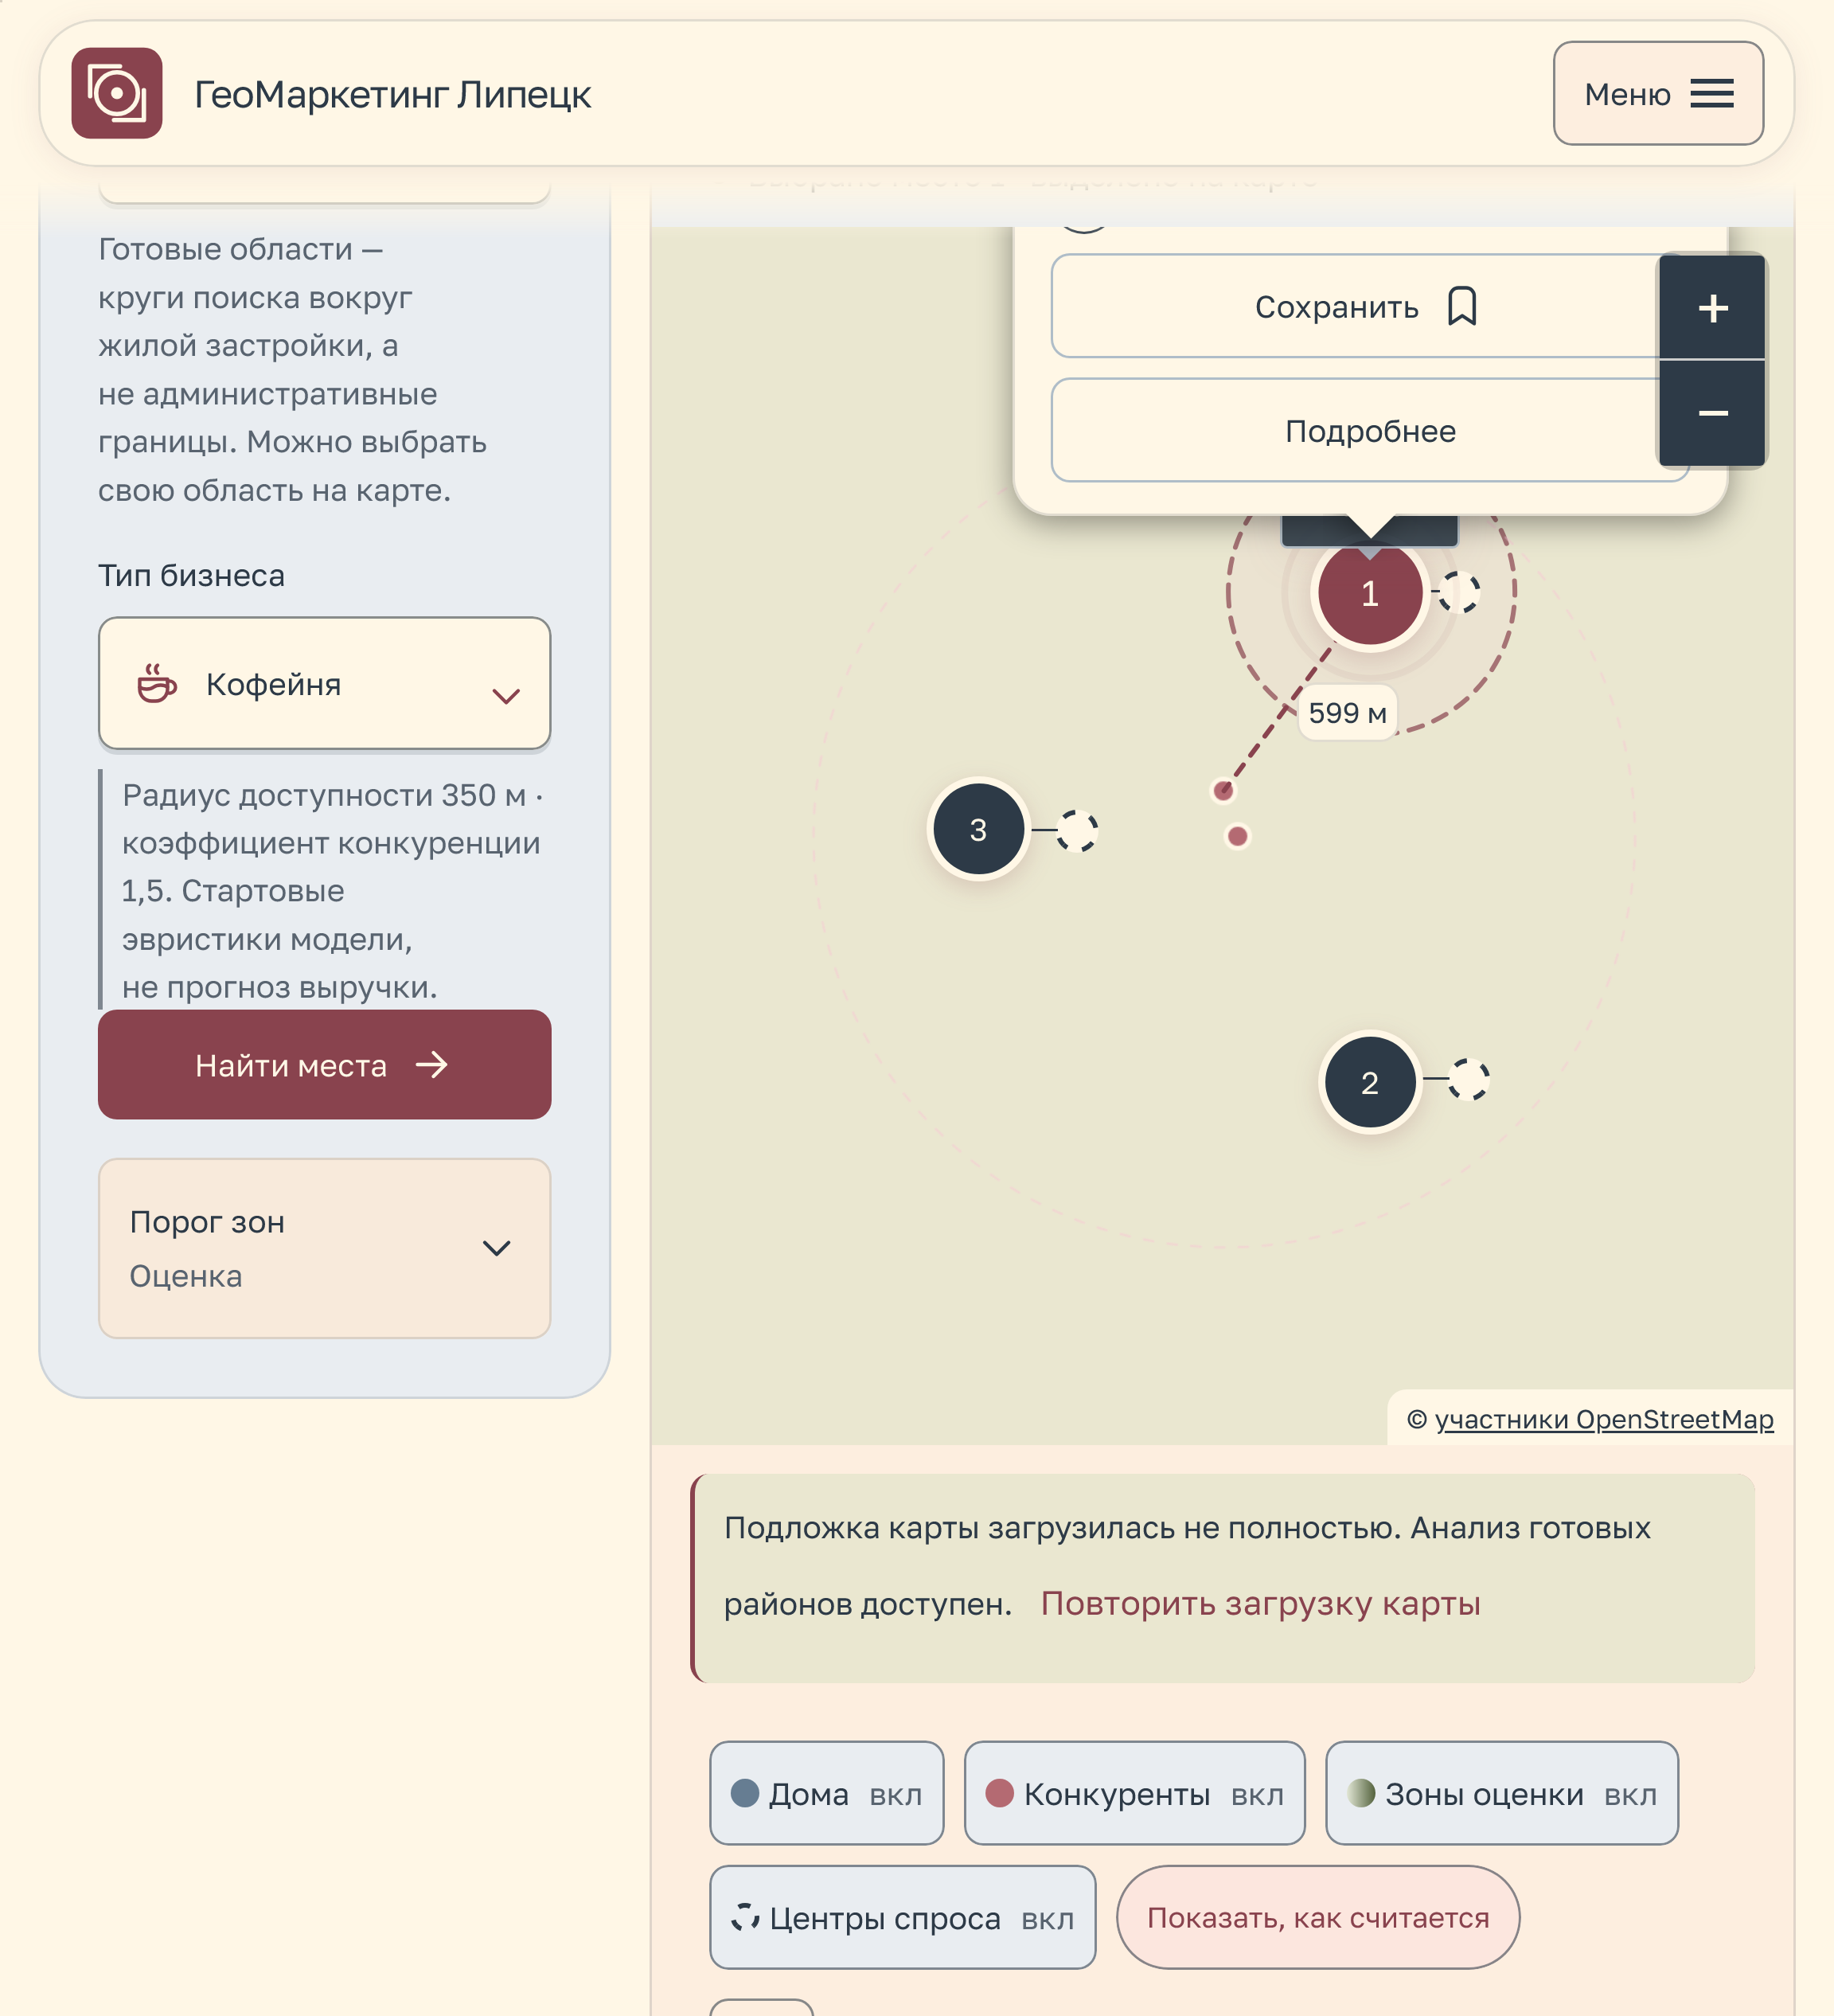 ГеоМаркетинг Липецк
Меню
Готовые области —
круги поиска вокруг
жилой застройки, а
не административные
границы. Можно выбрать
свою область на карте.
Тип бизнеса
Кофейня
Радиус доступности 350 м ·
коэффициент конкуренции
1,5. Стартовые
эвристики модели,
не прогноз выручки.
Найти места
Порог зон
Оценка
Сохранить
+
Подробнее
−
1
599 м
3
2
© участники OpenStreetMap
Подложка карты загрузилась не полностью. Анализ готовых
районов доступен. Повторить загрузку карты
Дома вкл
Конкуренты вкл
Зоны оценки вкл
Центры спроса вкл
Показать, как считается